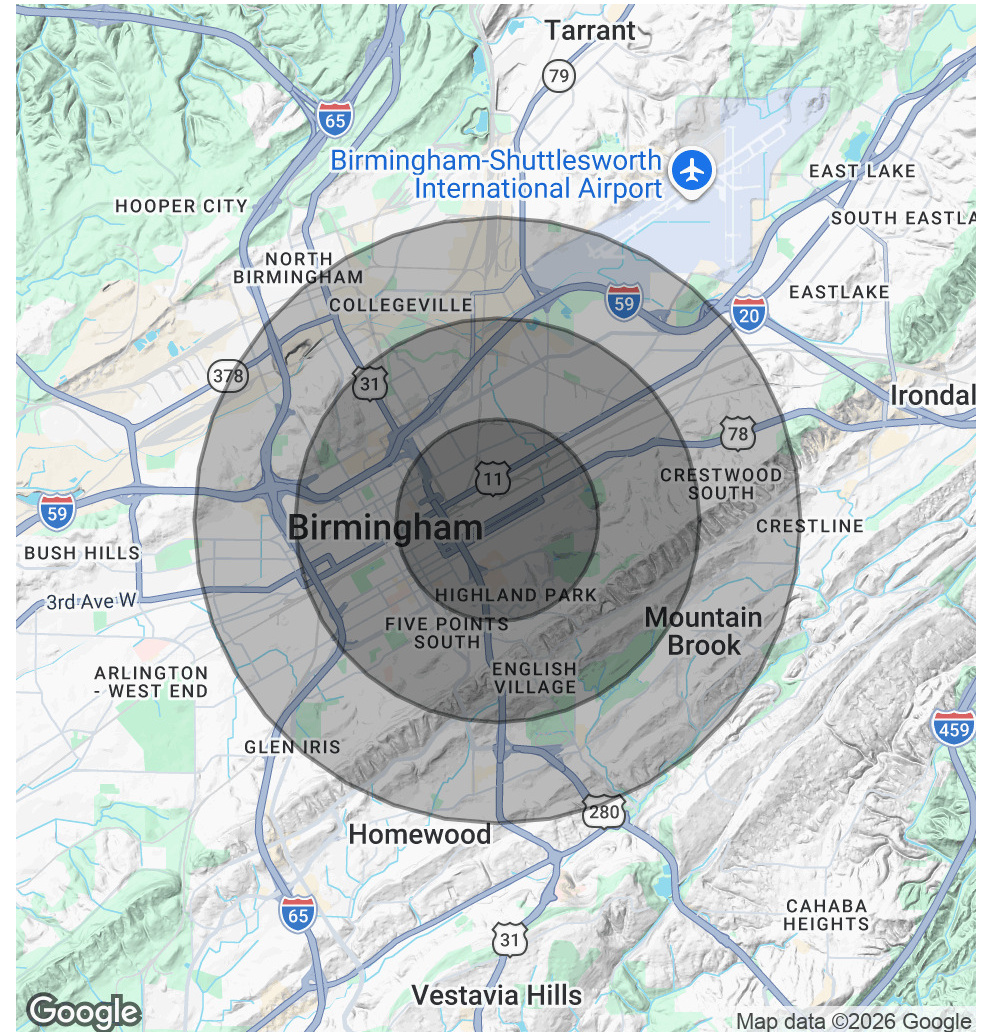 Tarrant
79
65
Birmingham-Shuttlesworth
International Airport
EAST LAKE
HOOPER CITY
SOUTH EASTLA
NORTH
BIRMINGHAM
COLLEGEVILLE
59
EASTLAKE
20
378
31
Irondal
78
11
CRESTWOOD
SOUTH
59
Birmingham
CRESTLINE
BUSH HILLS
3rd Ave W
HIGHLAND PARK
FIVE POINTS
SOUTH
Mountain
Brook
ARLINGTON
- WEST END
ENGLISH
VILLAGE
459
GLEN IRIS
280
Homewood
65
CAHABA
HEIGHTS
31
Vestavia Hills
Google
Map data ©2026 Google